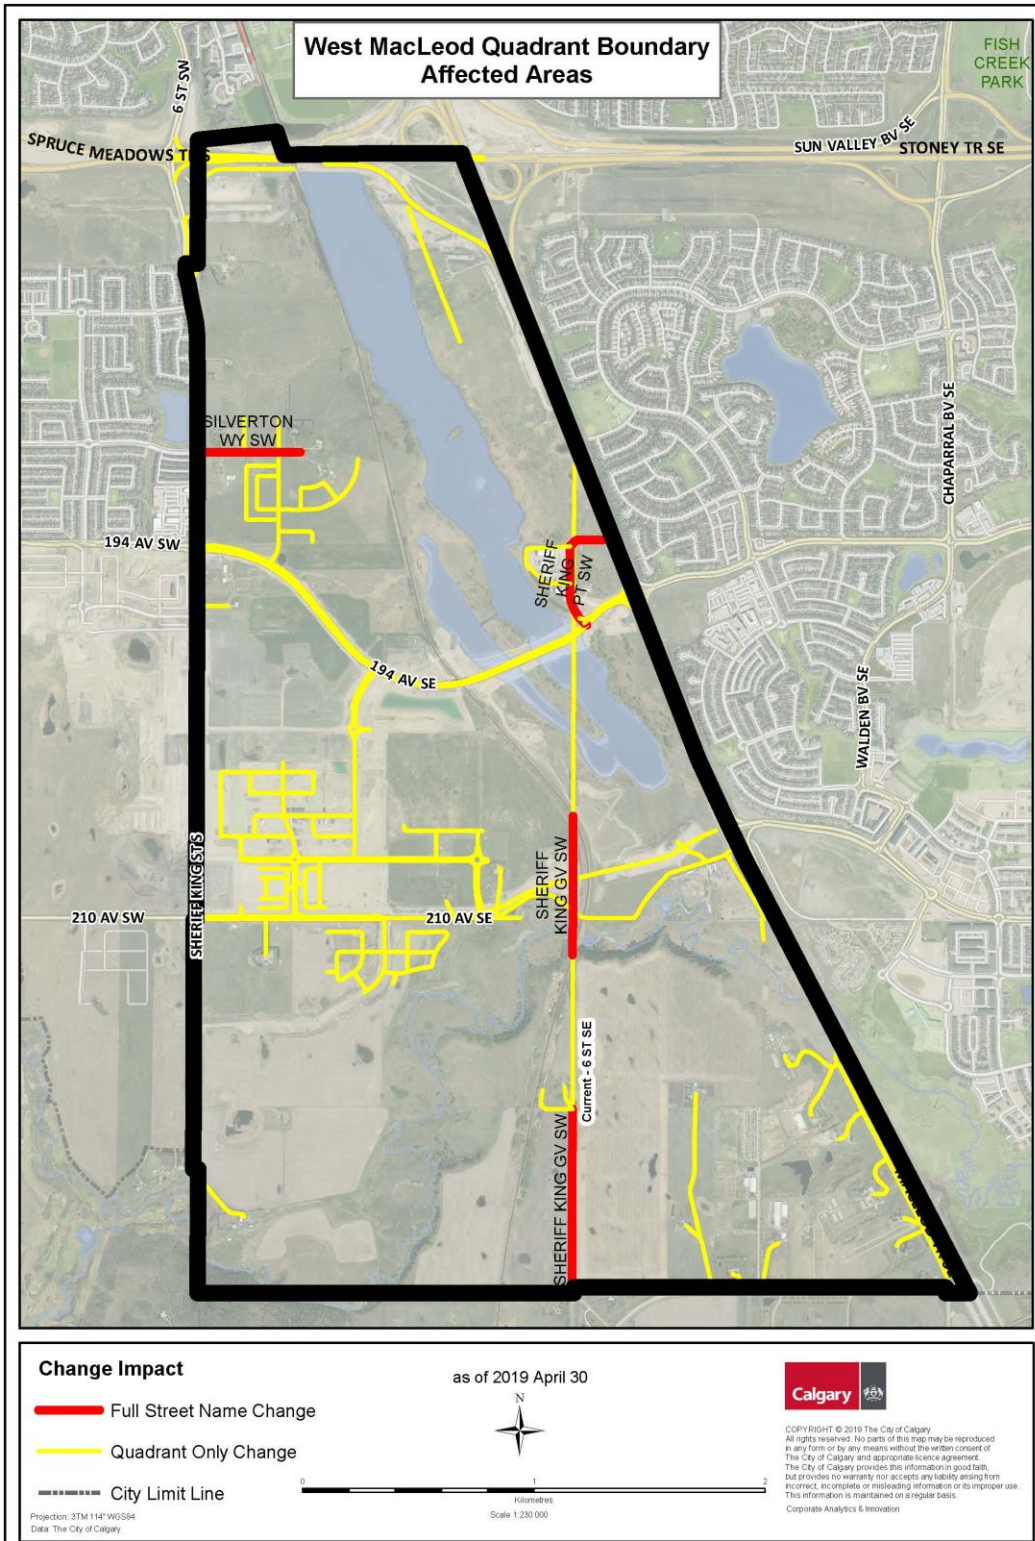 West MacLeod Quadrant Boundary
Affected Areas
FISH
CREEK
PARK
6 ST SW
SPRUCE MEADOWS TR S
SUN VALLEY BV SE
STONEY TR SE
SILVERTON
WY SW
CHAPARRAL BV SE
194 AV SW
SHERIFF
KING
PT SW
194 AV SE
WALDEN BV SE
SHERIFF KING ST S
SHERIFF
KING GV SW
210 AV SW
210 AV SE
Current - 6 ST SE
SHERIFF KING GV SW
Change Impact
Full Street Name Change
Quadrant Only Change
City Limit Line
Projection: 3TM 114° WGS84
Data: The City of Calgary
as of 2019 April 30
N
0 1 2
Kilometres
Scale 1:230 000
Calgary
COPYRIGHT © 2019 The City of Calgary
All rights reserved. No parts of this map may be reproduced
in any form or by any means without the written consent of
The City of Calgary and appropriate licence agreement.
The City of Calgary provides this information in good faith,
but provides no warranty nor accepts any liability arising from
incorrect, incomplete or misleading information or its improper use.
This information is maintained on a regular basis.
Corporate Analytics & Innovation